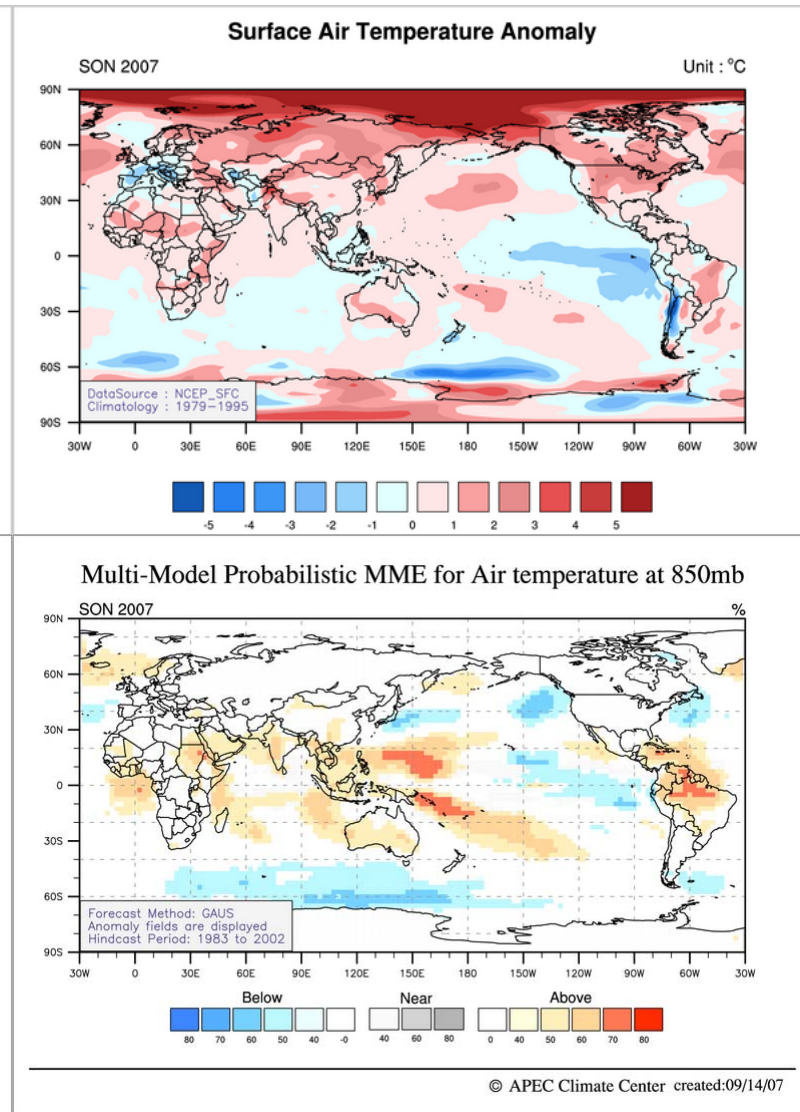 Surface Air Temperature Anomaly
SON 2007 Unit : °C
90N
60N
30N
0
30S
60S
90S
DataSource : NCEP_SFC
Climatology : 1979-1995
30W 0 30E 60E 90E 120E 150E 180 150W 120W 90W 60W 30W
-5 -4 -3 -2 -1 0 1 2 3 4 5
Multi-Model Probabilistic MME for Air temperature at 850mb
SON 2007 %
90N
60N
30N
0
30S
60S
90S
Forecast Method: GAUS
Anomaly fields are displayed
Hindcast Period: 1983 to 2002
30W 0 30E 60E 90E 120E 150E 180 150W 120W 90W 60W 30W
Below Near Above
80 70 60 50 40 -0 40 60 80 0 40 50 60 70 80
© APEC Climate Center created:09/14/07